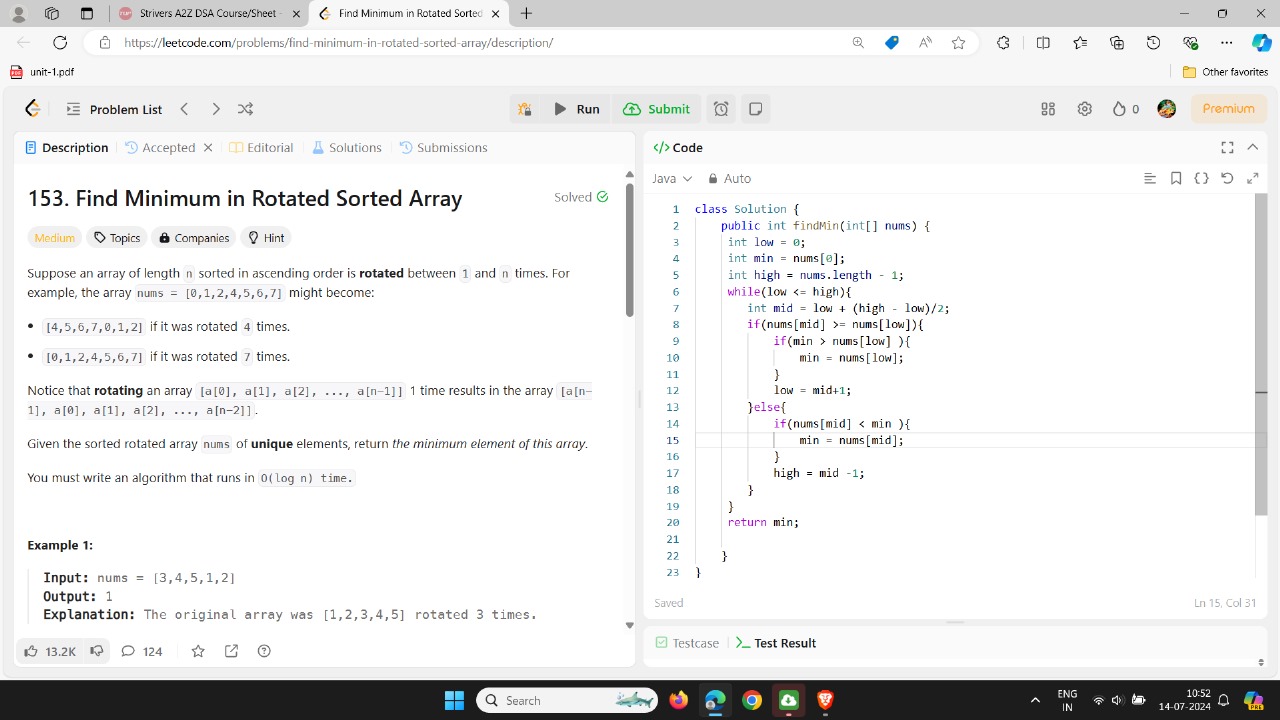 Strivers A2Z DSA Course/Sheet -
Find Minimum in Rotated Sorted
https://leetcode.com/problems/find-minimum-in-rotated-sorted-array/description/
unit-1.pdf
Other favorites
Problem List
Run
Submit
0
Premium
Description
Accepted
Editorial
Solutions
Submissions
153. Find Minimum in Rotated Sorted Array
Solved
Medium
Topics
Companies
Hint
Suppose an array of length n sorted in ascending order is rotated between 1 and n times. For
example, the array nums = [0,1,2,4,5,6,7] might become:
• [4,5,6,7,0,1,2] if it was rotated 4 times.
• [0,1,2,4,5,6,7] if it was rotated 7 times.
Notice that rotating an array [a[0], a[1], a[2], ..., a[n-1]] 1 time results in the array [a[n-
1], a[0], a[1], a[2], ..., a[n-2]].
Given the sorted rotated array nums of unique elements, return the minimum element of this array.
You must write an algorithm that runs in O(log n) time.
Example 1:
Input: nums = [3,4,5,1,2]
Output: 1
Explanation: The original array was [1,2,3,4,5] rotated 3 times.
13.2K
124
Code
Java
Auto
1 class Solution {
2 public int findMin(int[] nums) {
3 int low = 0;
4 int min = nums[0];
5 int high = nums.length - 1;
6 while(low <= high){
7 int mid = low + (high - low)/2;
8 if(nums[mid] >= nums[low]){
9 if(min > nums[low] ){
10 min = nums[low];
11 }
12 low = mid+1;
13 }else{
14 if(nums[mid] < min ){
15 min = nums[mid];
16 }
17 high = mid -1;
18 }
19 }
20 return min;
21
22 }
23 }
Saved
Ln 15, Col 31
Testcase
Test Result
Search
ENG
IN
10:52
14-07-2024
PRE